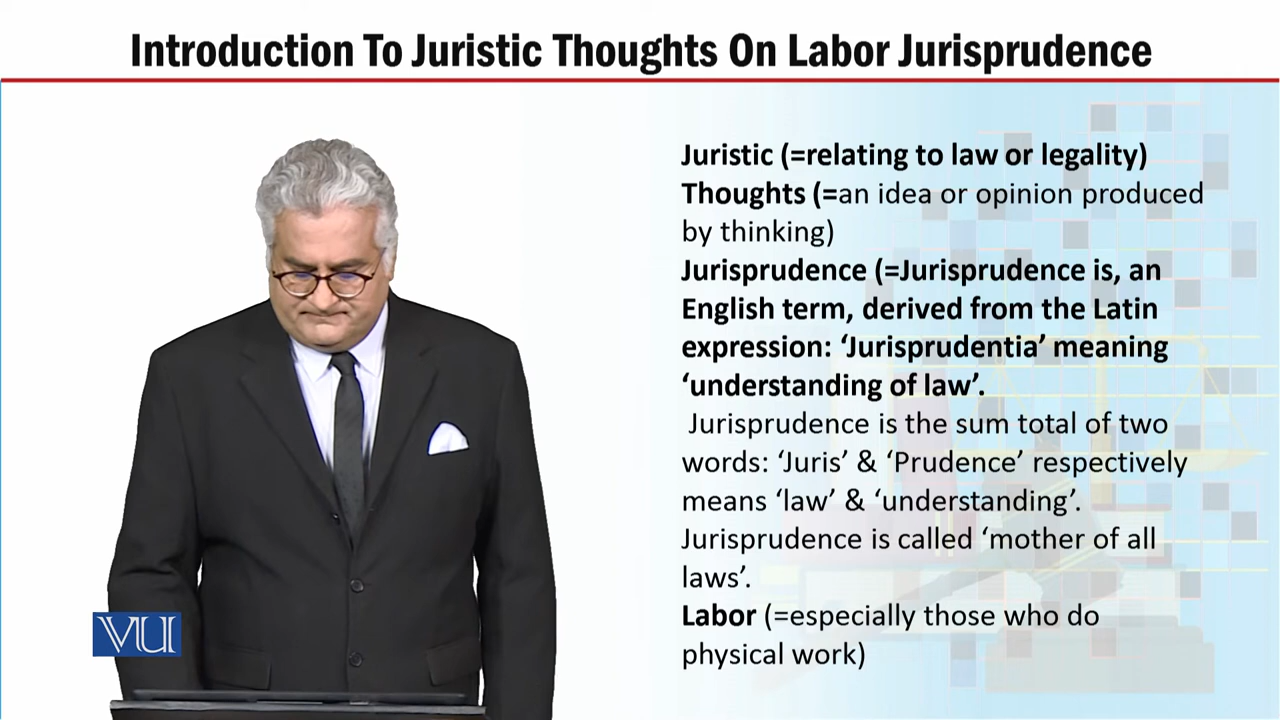 Introduction To Juristic Thoughts On Labor Jurisprudence
Juristic (=relating to law or legality)
Thoughts (=an idea or opinion produced
by thinking)
Jurisprudence (=Jurisprudence is, an
English term, derived from the Latin
expression: ‘Jurisprudentia’ meaning
‘understanding of law’.
Jurisprudence is the sum total of two
words: ‘Juris’ & ‘Prudence’ respectively
means ‘law’ & ‘understanding’.
Jurisprudence is called ‘mother of all
laws’.
Labor (=especially those who do
physical work)
VU